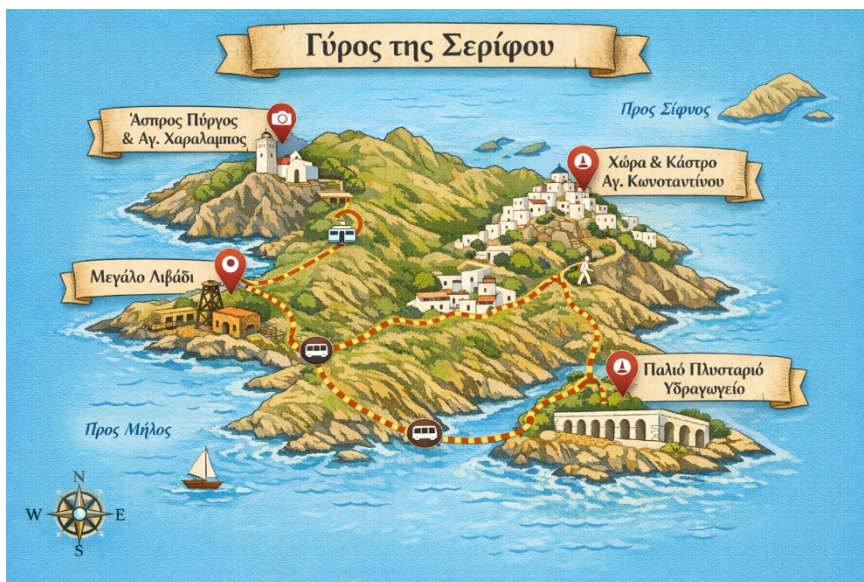 Γύρος της Σερίφου
Άσπρος Πύργος
& Αγ. Χαραλαμπος
Προς Σίφνος
Χώρα & Κάστρο
Αγ. Κωνοταντίνου
Μεγάλο Λιβάδι
Παλιό Πλυσταριό
Υδραγωγείο
Προς Μήλος
N
W
E
S